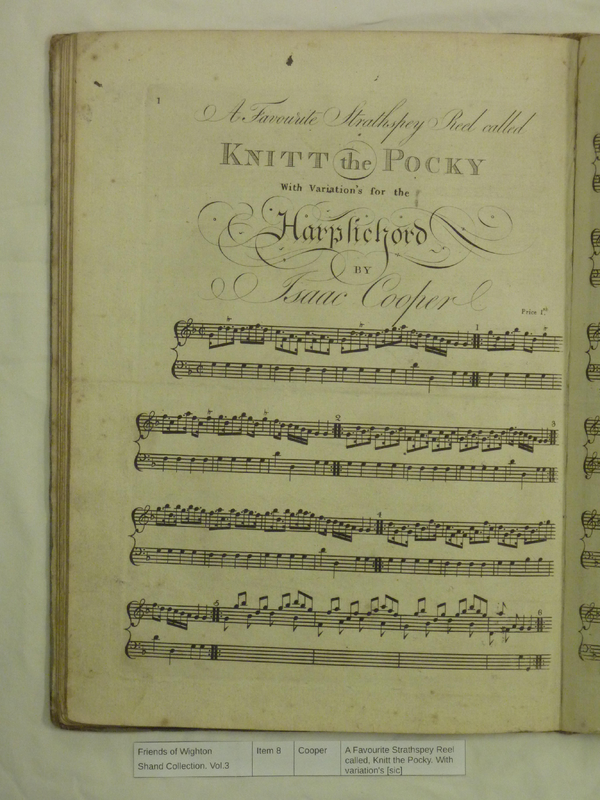 1
A Favourite Strathspey Reel called
KNITT the POCKY
With Variation's for the
Harpsichord
BY
Isaac Cooper
Price 1.sh
1
2
3
4
5
6
Friends of Wighton
Shand Collection. Vol.3
Item 8
Cooper
A Favourite Strathspey Reel
called, Knitt the Pocky. With
variation's [sic]